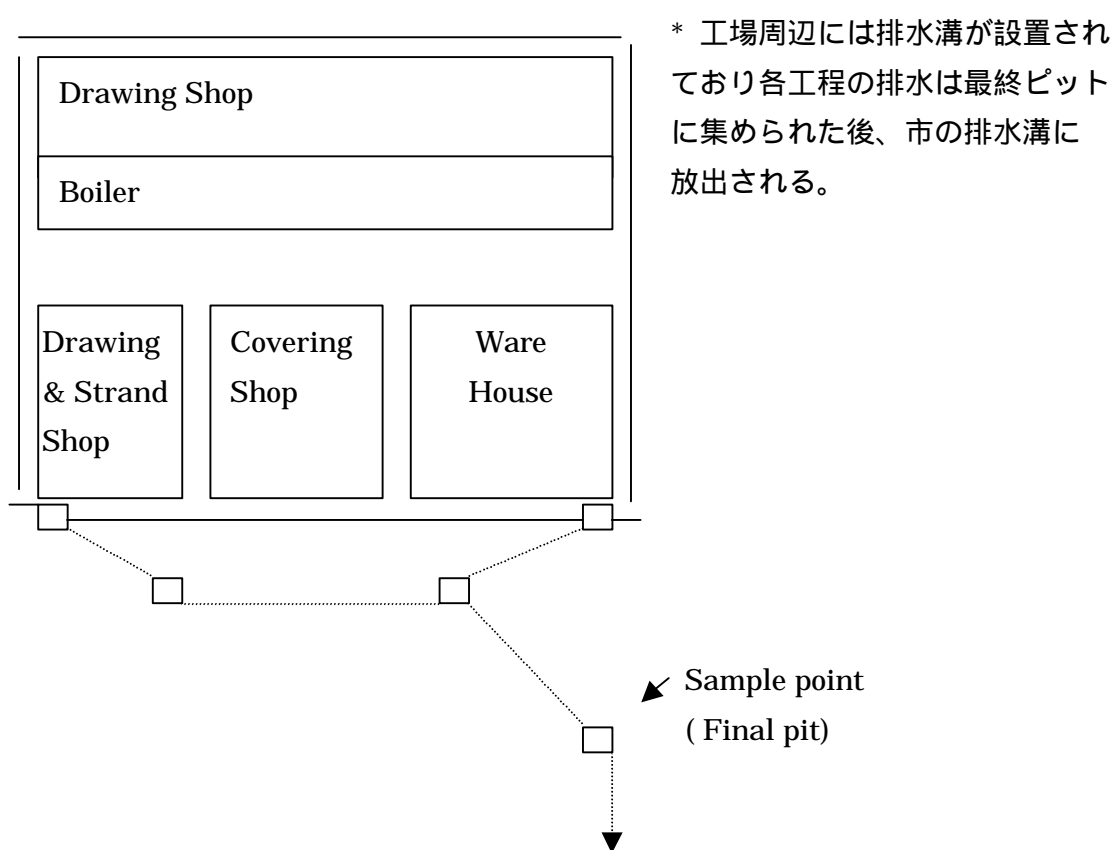 * 工場周辺には排水溝が設置され
ており各工程の排水は最終ピット
に集められた後、市の排水溝に
放出される。
Drawing Shop
Boiler
Drawing
& Strand
Shop
Covering
Shop
Ware
House
Sample point
( Final pit)